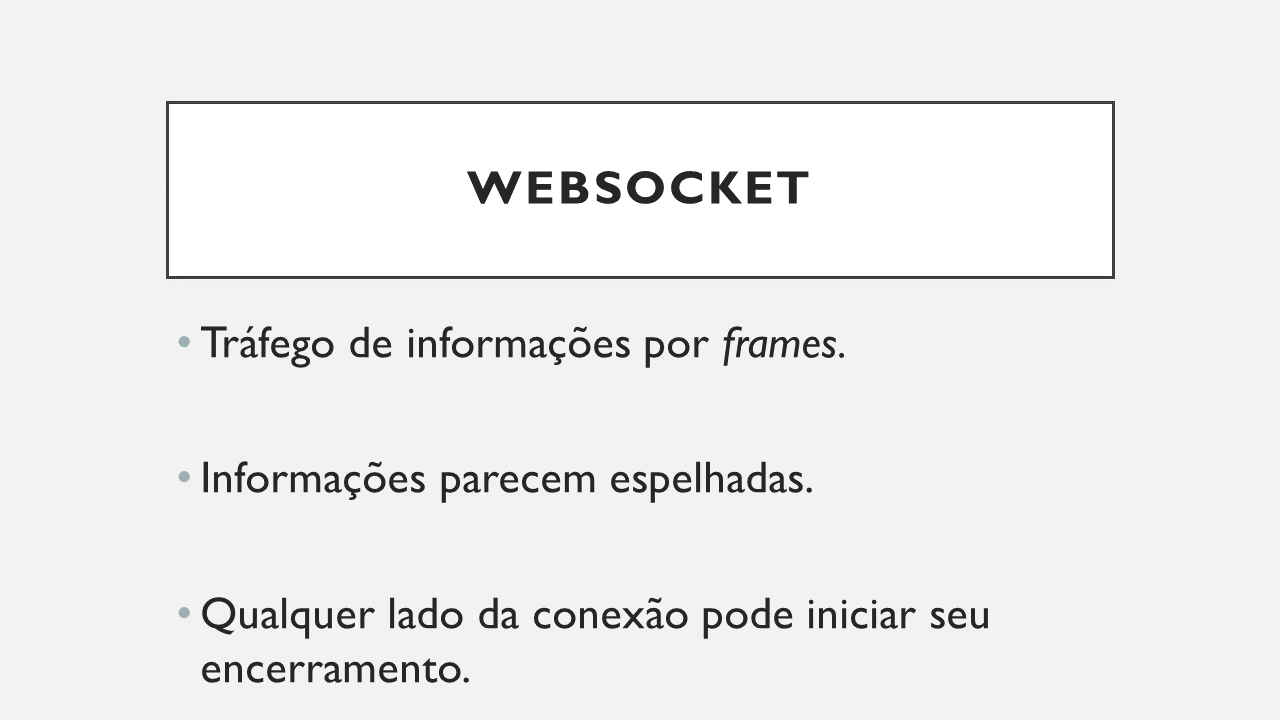 WEBSOCKET
• Tráfego de informações por frames.
• Informações parecem espelhadas.
• Qualquer lado da conexão pode iniciar seu
encerramento.